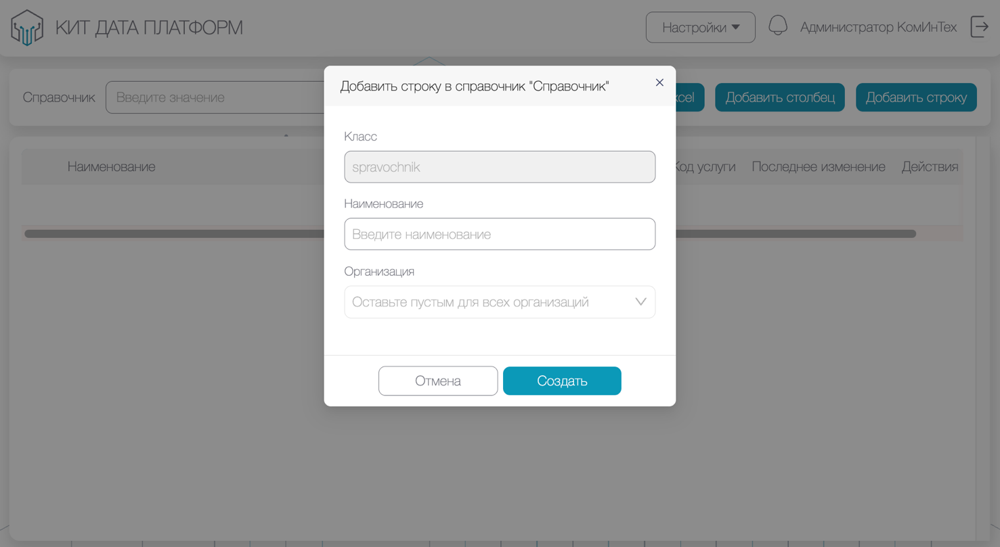 КИТ ДАТА ПЛАТФОРМ
Настройки
Администратор КомИнТех
Справочник
Введите значение
Добавить столбец
Добавить строку
Наименование
Код услуги
Последнее изменение
Действия
Добавить строку в справочник "Справочник"
Класс
spravochnik
Наименование
Введите наименование
Организация
Оставьте пустым для всех организаций
Отмена
Создать